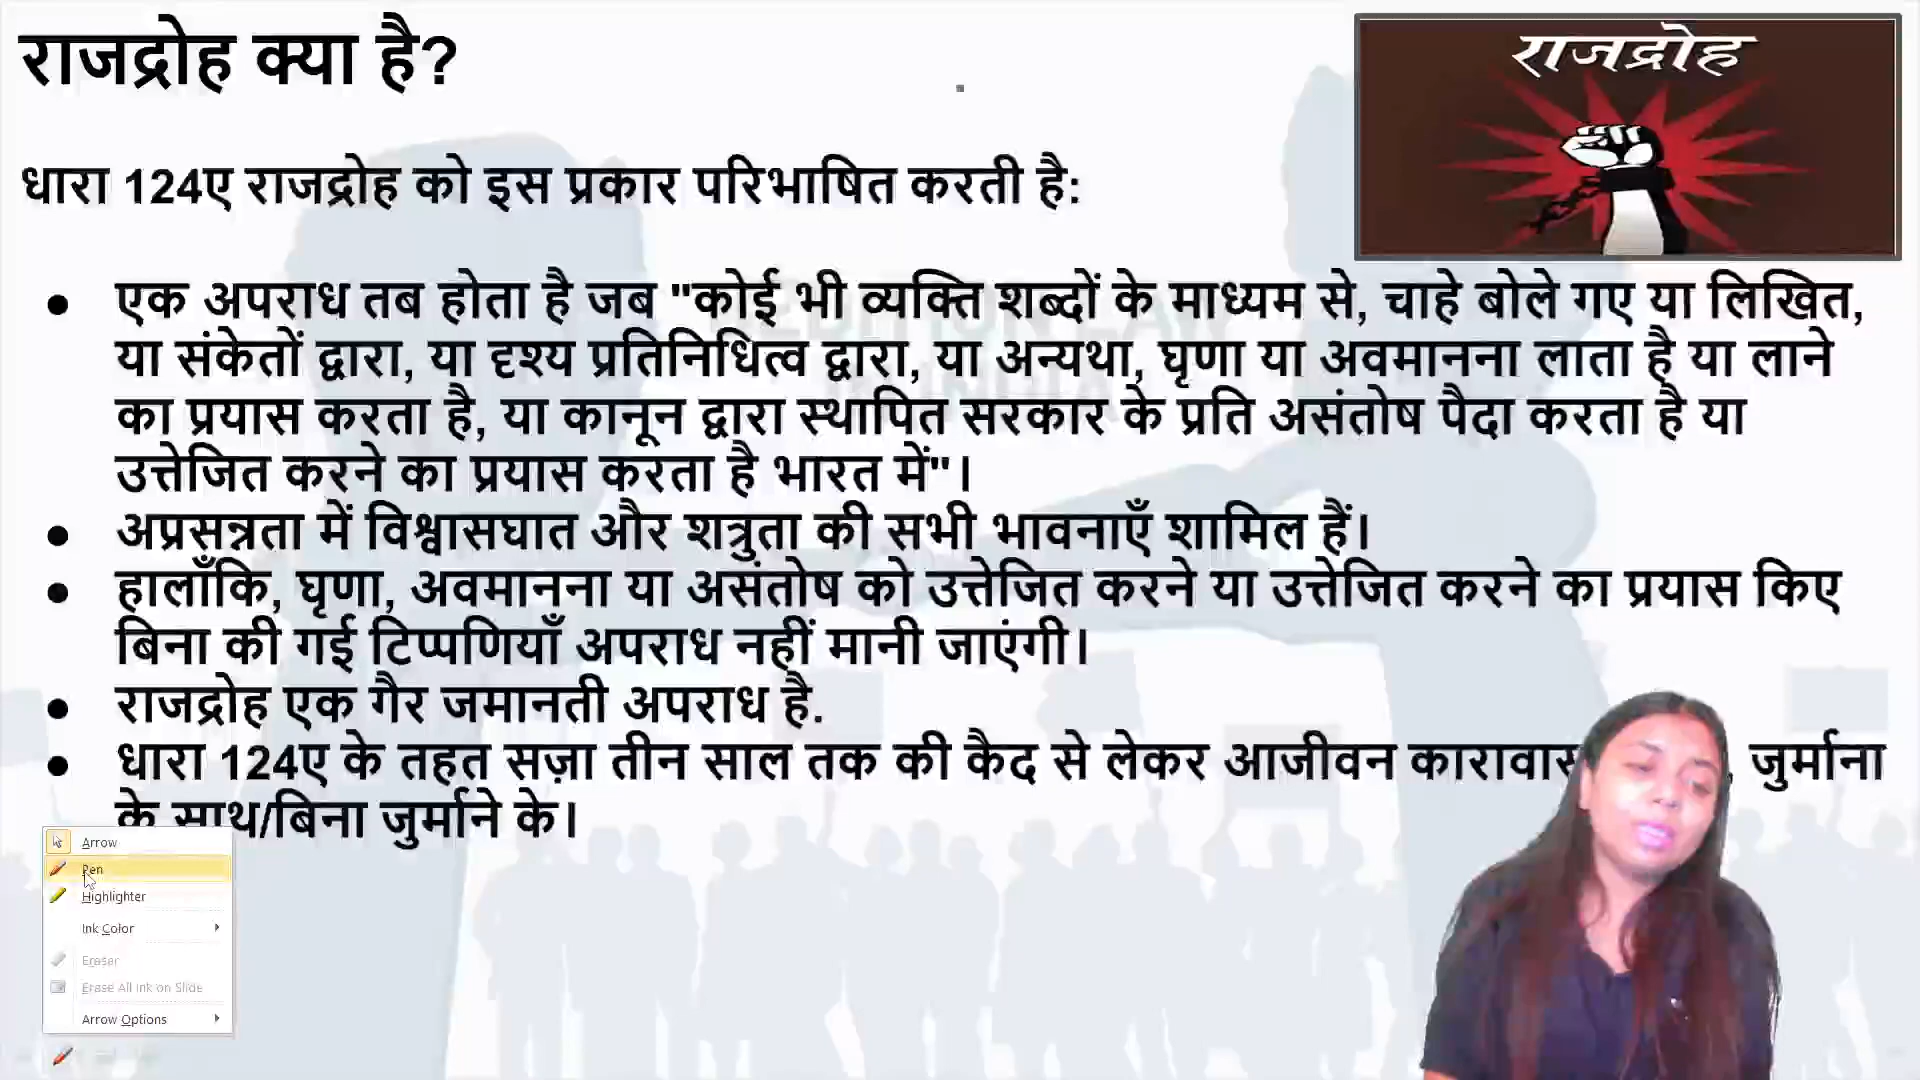 राजद्रोह क्या है?
राजद्रोह
धारा 124ए राजद्रोह को इस प्रकार परिभाषित करती है:
● एक अपराध तब होता है जब "कोई भी व्यक्ति शब्दों के माध्यम से, चाहे बोले गए या लिखित,
या संकेतों द्वारा, या दृश्य प्रतिनिधित्व द्वारा, या अन्यथा, घृणा या अवमानना लाता है या लाने
का प्रयास करता है, या कानून द्वारा स्थापित सरकार के प्रति असंतोष पैदा करता है या
उत्तेजित करने का प्रयास करता है भारत में"।
● अप्रसन्नता में विश्वासघात और शत्रुता की सभी भावनाएँ शामिल हैं।
● हालाँकि, घृणा, अवमानना या असंतोष को उत्तेजित करने या उत्तेजित करने का प्रयास किए
बिना की गई टिप्पणियाँ अपराध नहीं मानी जाएंगी।
● राजद्रोह एक गैर जमानती अपराध है.
● धारा 124ए के तहत सज़ा तीन साल तक की कैद से लेकर आजीवन कारावास , जुर्माना
के साथ/बिना जुर्माने के।
Arrow
Pen
Highlighter
Ink Color
Eraser
Erase All Ink on Slide
Arrow Options